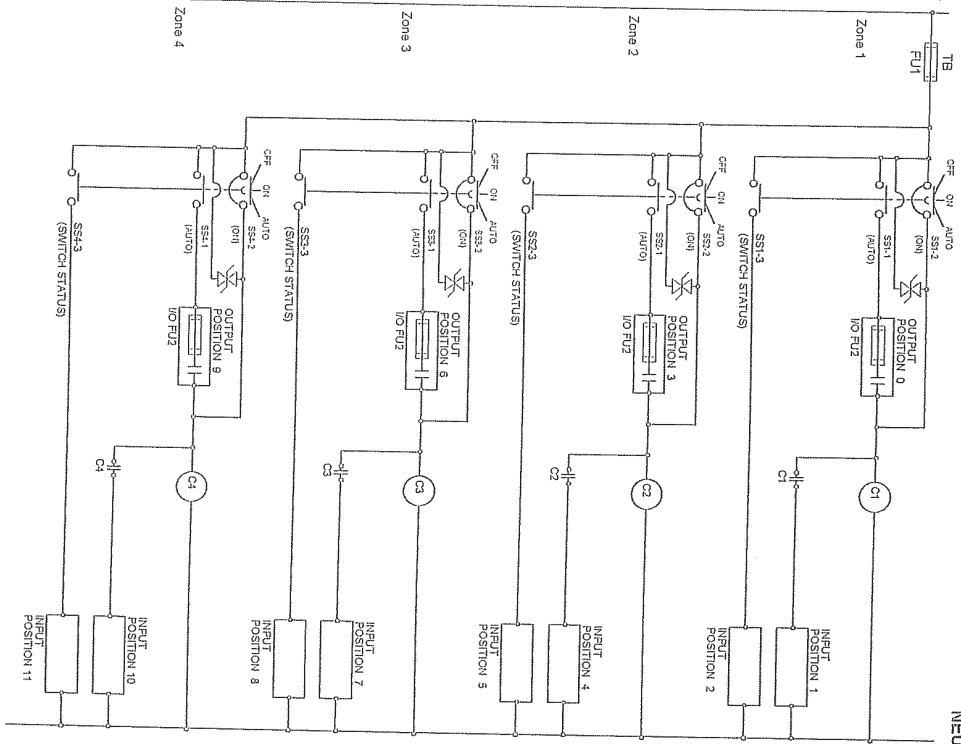 NEU
TB
FU1
Zone 1
OFF
ON
AUTO
SS1-2
(ON)
SS1-1
(AUTO)
OUTPUT
POSITION 0
I/O FU2
C1
C1
INPUT
POSITION 1
SS1-3
(SWITCH STATUS)
INPUT
POSITION 2
Zone 2
OFF
ON
AUTO
SS2-2
(ON)
SS2-1
(AUTO)
OUTPUT
POSITION 3
I/O FU2
C2
C2
INPUT
POSITION 4
SS2-3
(SWITCH STATUS)
INPUT
POSITION 5
Zone 3
OFF
ON
AUTO
SS3-2
(ON)
SS3-1
(AUTO)
OUTPUT
POSITION 6
I/O FU2
C3
C3
INPUT
POSITION 7
SS3-3
(SWITCH STATUS)
INPUT
POSITION 8
Zone 4
OFF
ON
AUTO
SS4-2
(ON)
SS4-1
(AUTO)
OUTPUT
POSITION 9
I/O FU2
C4
C4
INPUT
POSITION 10
SS4-3
(SWITCH STATUS)
INPUT
POSITION 11